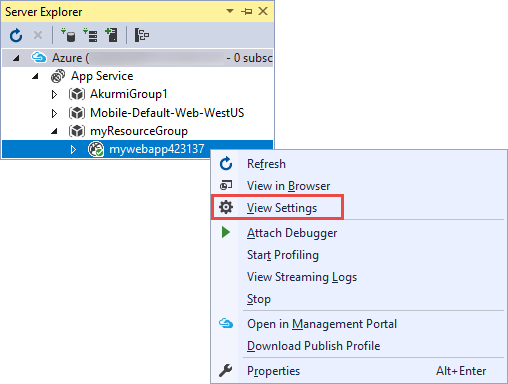 Server Explorer
Azure ( - 0 subsc
App Service
AkurmiGroup1
Mobile-Default-Web-WestUS
myResourceGroup
mywebapp423137
Refresh
View in Browser
View Settings
Attach Debugger
Start Profiling
View Streaming Logs
Stop
Open in Management Portal
Download Publish Profile
Properties Alt+Enter